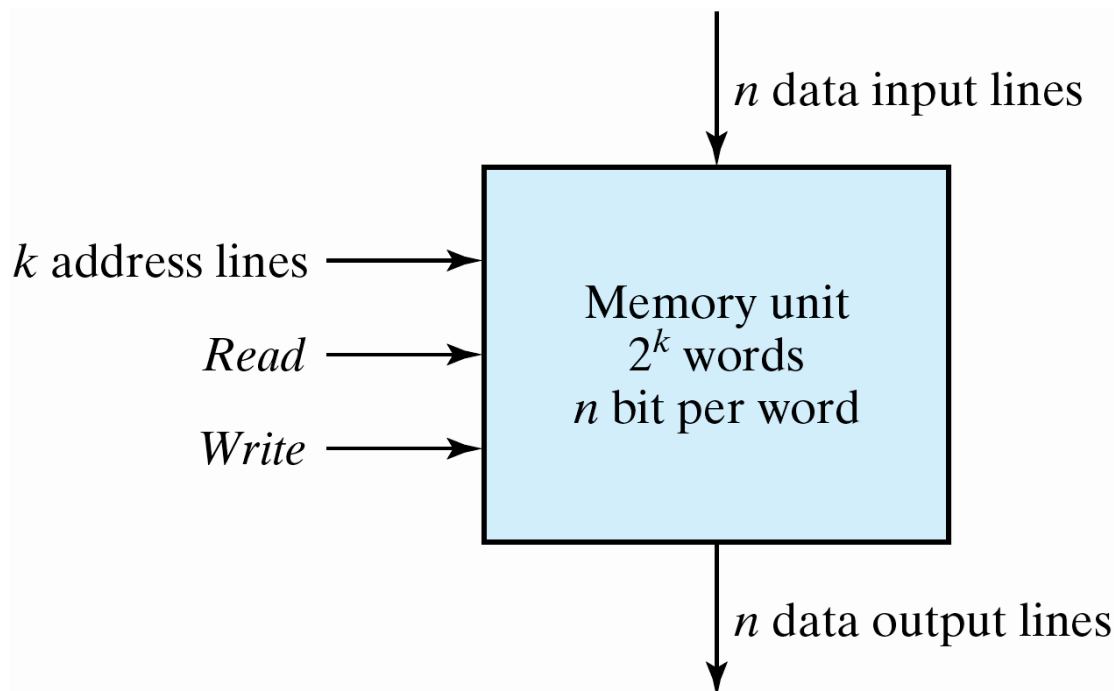 n data input lines
k address lines
Read
Write
Memory unit
2^k words
n bit per word
n data output lines